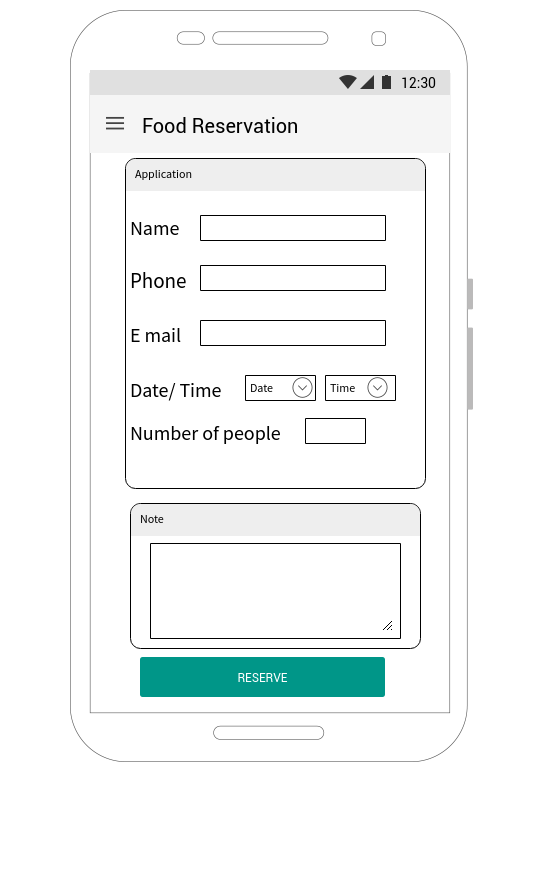 12:30
Food Reservation
Application
Name
Phone
E mail
Date/ Time Date Time
Number of people
Note
RESERVE